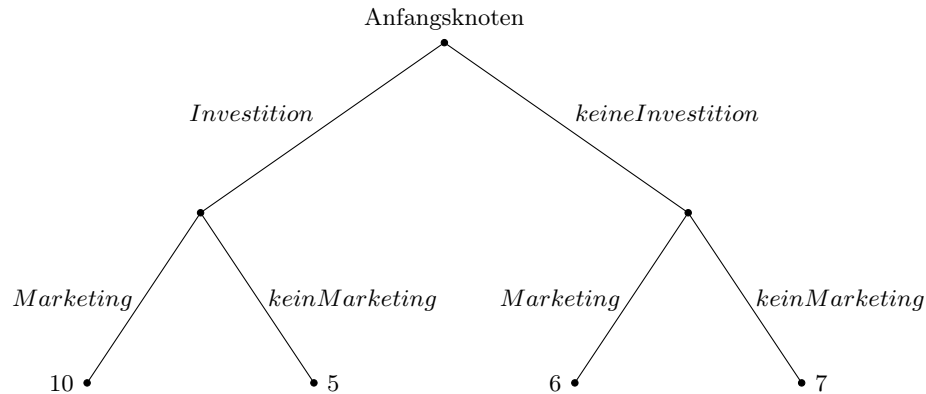 Anfangsknoten
Investition
keineInvestition
Marketing
keinMarketing
Marketing
keinMarketing
10
5
6
7